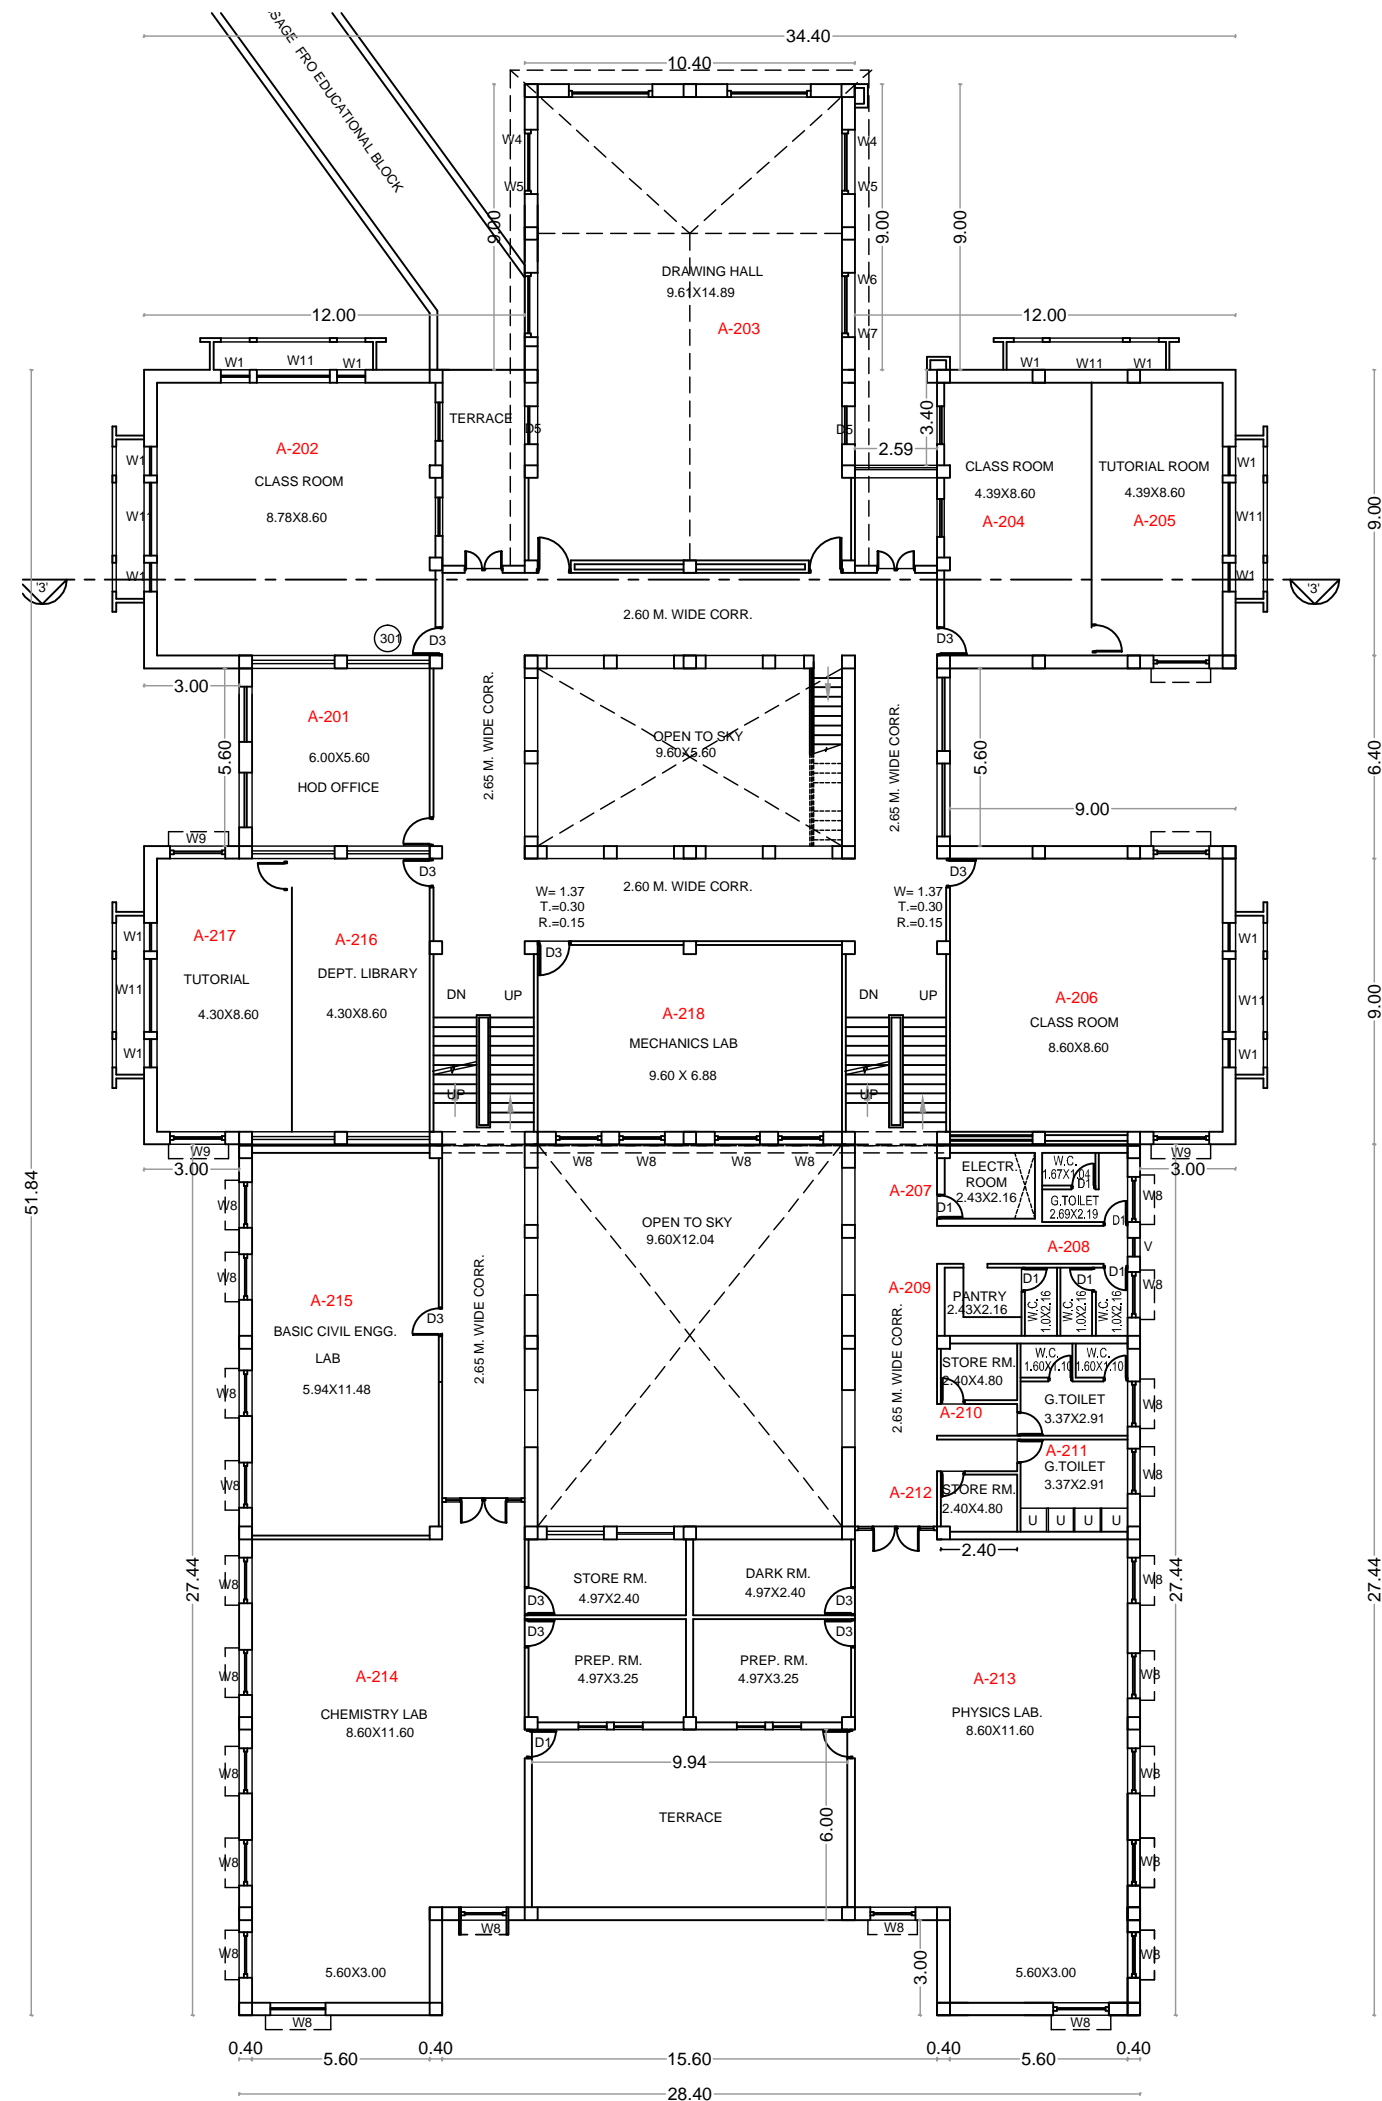 34.40
10.40
SAGE FRO EDUCATIONAL BLOCK
W4
W4
W5
W5
9.00
9.00
9.00
DRAWING HALL
9.61X14.89
W6
A-203
W7
12.00
12.00
W1
W11
W1
W1
W11
W1
TERRACE
D5
D5
3.40
2.59
A-202
CLASS ROOM
8.78X8.60
W1
W11
W1
CLASS ROOM
4.39X8.60
A-204
TUTORIAL ROOM
4.39X8.60
A-205
W1
W11
W1
9.00
'3'
'3'
2.60 M. WIDE CORR.
301
D3
D3
3.00
A-201
6.00X5.60
HOD OFFICE
5.60
2.65 M. WIDE CORR.
OPEN TO SKY
9.60X5.60
2.65 M. WIDE CORR.
5.60
6.40
9.00
W9
D3
2.60 M. WIDE CORR.
W= 1.37
T.=0.30
R.=0.15
W= 1.37
T.=0.30
R.=0.15
D3
A-217
TUTORIAL
4.30X8.60
A-216
DEPT. LIBRARY
4.30X8.60
W1
W11
W1
D3
DN
UP
UP
A-218
MECHANICS LAB
9.60 X 6.88
DN
UP
UP
A-206
CLASS ROOM
8.60X8.60
W1
W11
W1
9.00
W9
W9
3.00
3.00
51.84
W8
W8
W8
W8
A-207
ELECTR.
ROOM
2.43X2.16
D1
W.C.
1.67X1.04
D1
G.TOILET
2.69X2.19
D1
W8
W8
OPEN TO SKY
9.60X12.04
A-208
V
W8
A-209
PANTRY
2.43X2.16
D1
D1
D1
W.C.
1.0X2.16
W.C.
1.0X2.16
W.C.
1.0X2.16
W8
A-215
BASIC CIVIL ENGG.
LAB
5.94X11.48
D3
2.65 M. WIDE CORR.
2.65 M. WIDE CORR.
STORE RM.
2.40X4.80
W.C.
1.60X1.10
W.C.
1.60X1.10
W8
W8
A-210
G.TOILET
3.37X2.91
A-211
G.TOILET
3.37X2.91
W8
W8
A-212
STORE RM.
2.40X4.80
U
U
U
U
2.40
27.44
27.44
27.44
W8
STORE RM.
4.97X2.40
DARK RM.
4.97X2.40
D3
D3
D3
D3
W8
W8
PREP. RM.
4.97X3.25
PREP. RM.
4.97X3.25
W8
A-214
CHEMISTRY LAB
8.60X11.60
A-213
PHYSICS LAB.
8.60X11.60
D1
9.94
W8
W8
TERRACE
6.00
W8
W8
W8
W8
W8
W8
3.00
5.60X3.00
5.60X3.00
W8
W8
0.40
5.60
0.40
15.60
0.40
5.60
0.40
28.40